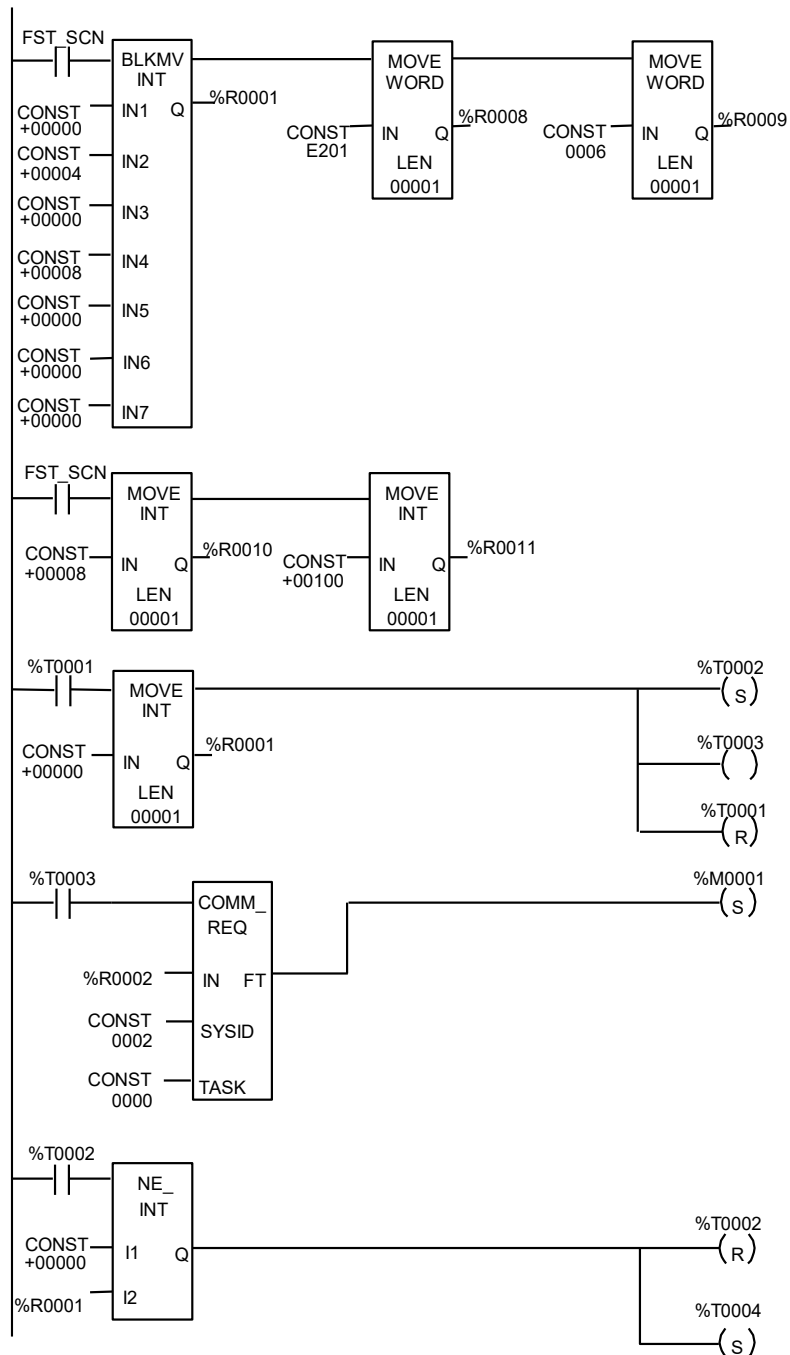 FST_SCN
BLKMV
INT
IN1 Q
%R0001
CONST
+00000
IN2
CONST
+00004
IN3
CONST
+00000
IN4
CONST
+00008
IN5
CONST
+00000
IN6
CONST
+00000
IN7
CONST
+00000
MOVE
WORD
CONST
E201
IN Q
%R0008
LEN
00001
MOVE
WORD
CONST
0006
IN Q
%R0009
LEN
00001
FST_SCN
MOVE
INT
CONST
+00008
IN Q
%R0010
LEN
00001
MOVE
INT
CONST
+00100
IN Q
%R0011
LEN
00001
%T0001
MOVE
INT
CONST
+00000
IN Q
%R0001
LEN
00001
%T0002
S
%T0003
%T0001
R
%T0003
COMM_
REQ
%R0002
IN FT
CONST
0002
SYSID
CONST
0000
TASK
%M0001
S
%T0002
NE_
INT
CONST
+00000
I1 Q
%R0001
I2
%T0002
R
%T0004
S